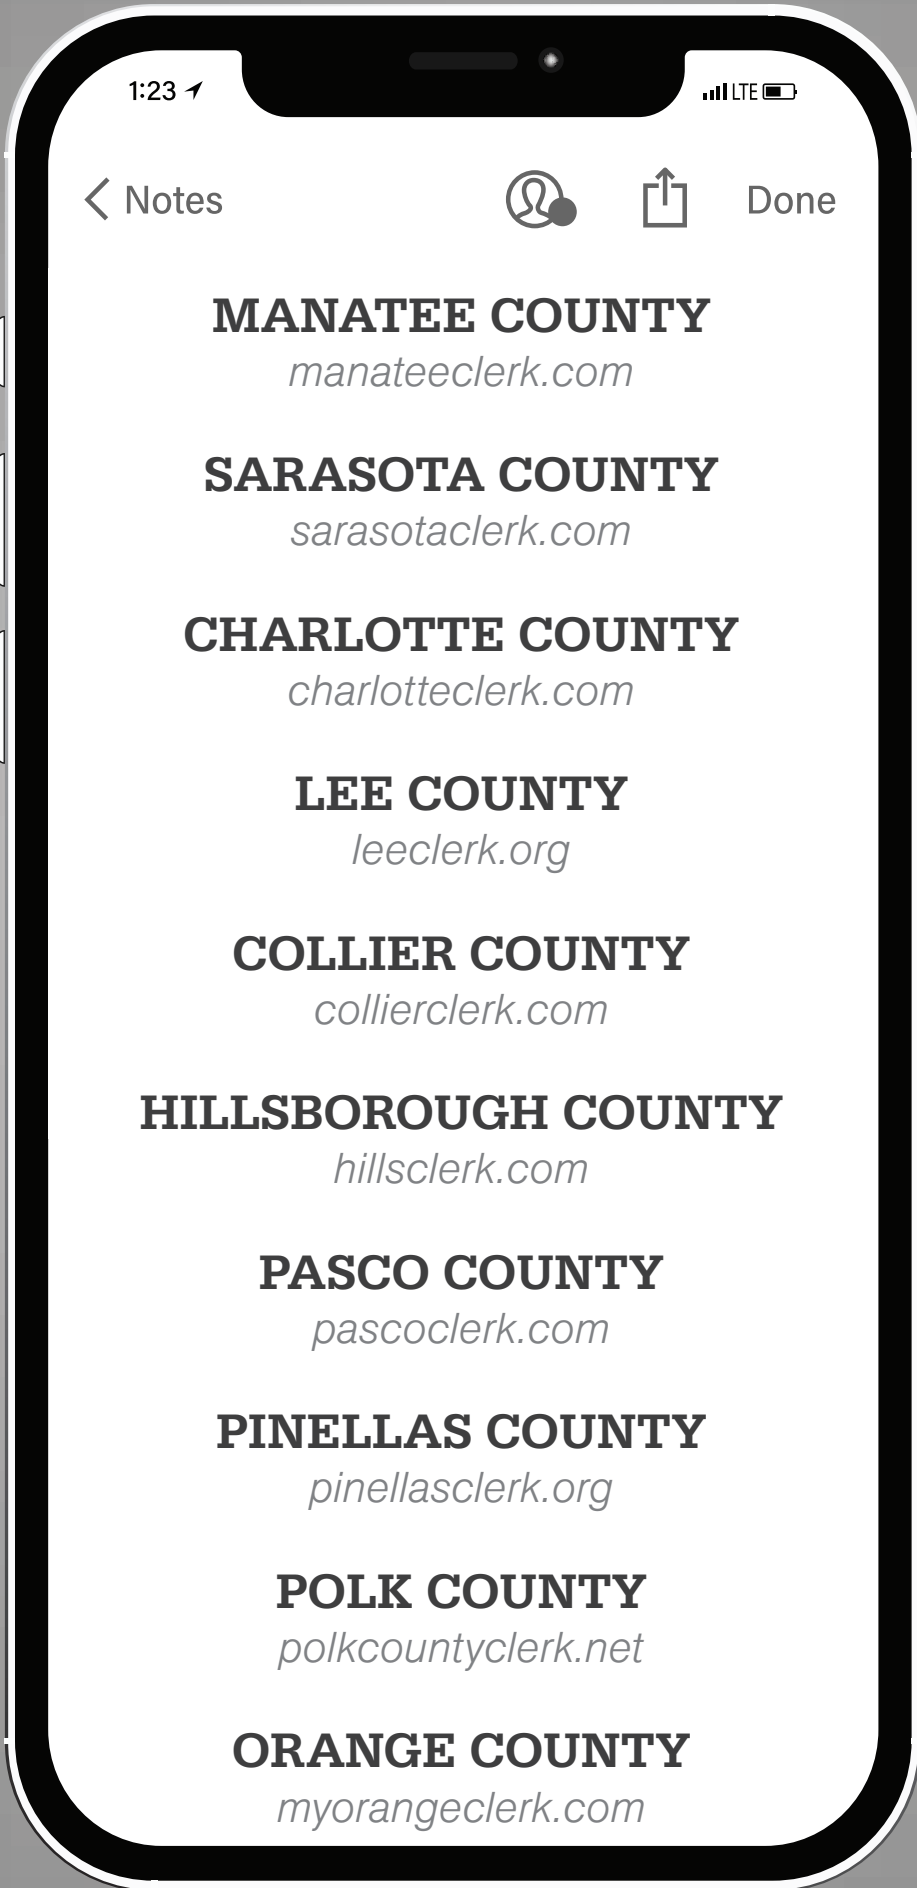 1:23 LTE
Notes Done
MANATEE COUNTY
manateeclerk.com
SARASOTA COUNTY
sarasotaclerk.com
CHARLOTTE COUNTY
charlotteclerk.com
LEE COUNTY
leeclerk.org
COLLIER COUNTY
collierclerk.com
HILLSBOROUGH COUNTY
hillsclerk.com
PASCO COUNTY
pascoclerk.com
PINELLAS COUNTY
pinellasclerk.org
POLK COUNTY
polkcountyclerk.net
ORANGE COUNTY
myorangeclerk.com